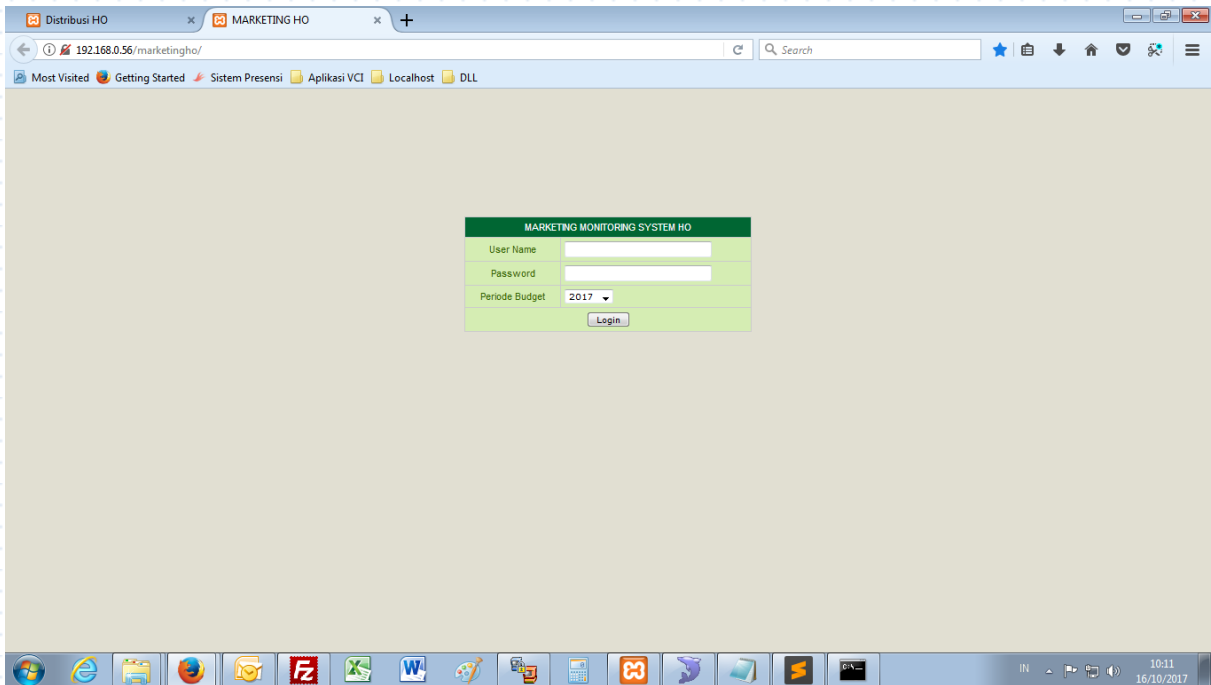 Distribusi HO
MARKETING HO
192.168.0.56/marketingho/
Search
Most Visited Getting Started Sistem Presensi Aplikasi VCI Localhost DLL
MARKETING MONITORING SYSTEM HO
User Name
Password
Periode Budget 2017
Login
IN 10:11
16/10/2017